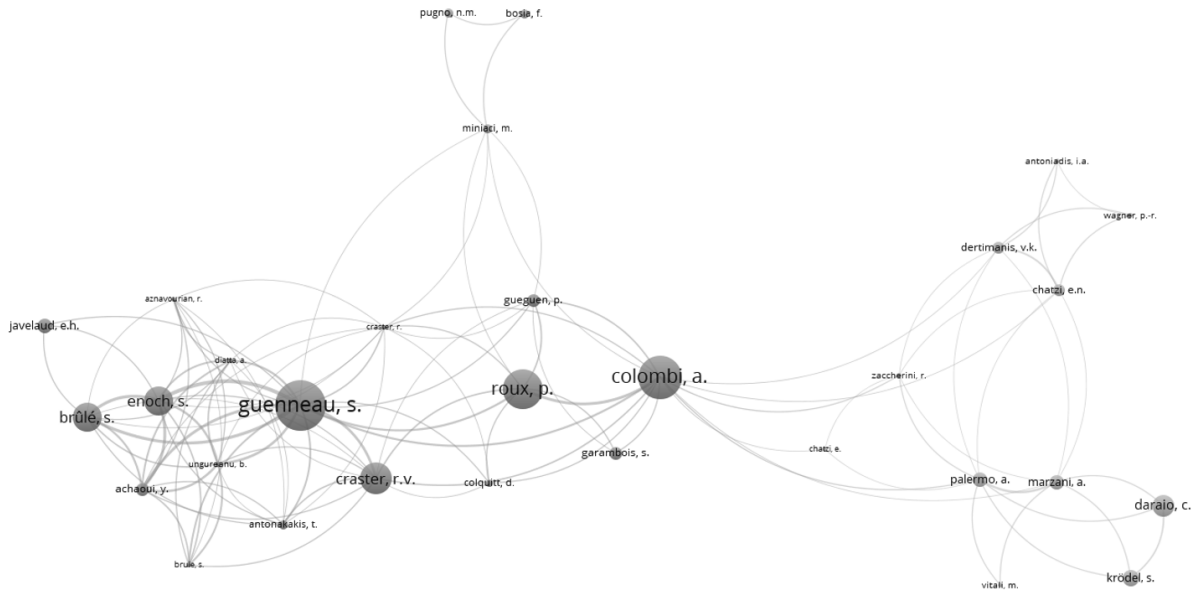 pugno, n.m.
bosia, f.
miniaci, m.
antoniadis, i.a.
wagner, p.-r.
dertimanis, v.k.
chatzi, e.n.
aznavourian, r.
gueguen, p.
javelaud, e.h.
craster, r.
diatta, a.
colombi, a.
zaccherini, r.
roux, p.
enoch, s.
guenneau, s.
brûlé, s.
chatzi, e.
garambois, s.
ungureanu, b.
craster, r.v.
colquitt, d.
palermo, a.
marzani, a.
achaoui, y.
daraio, c.
antonakakis, t.
brule, s.
krödel, s.
vitali, m.